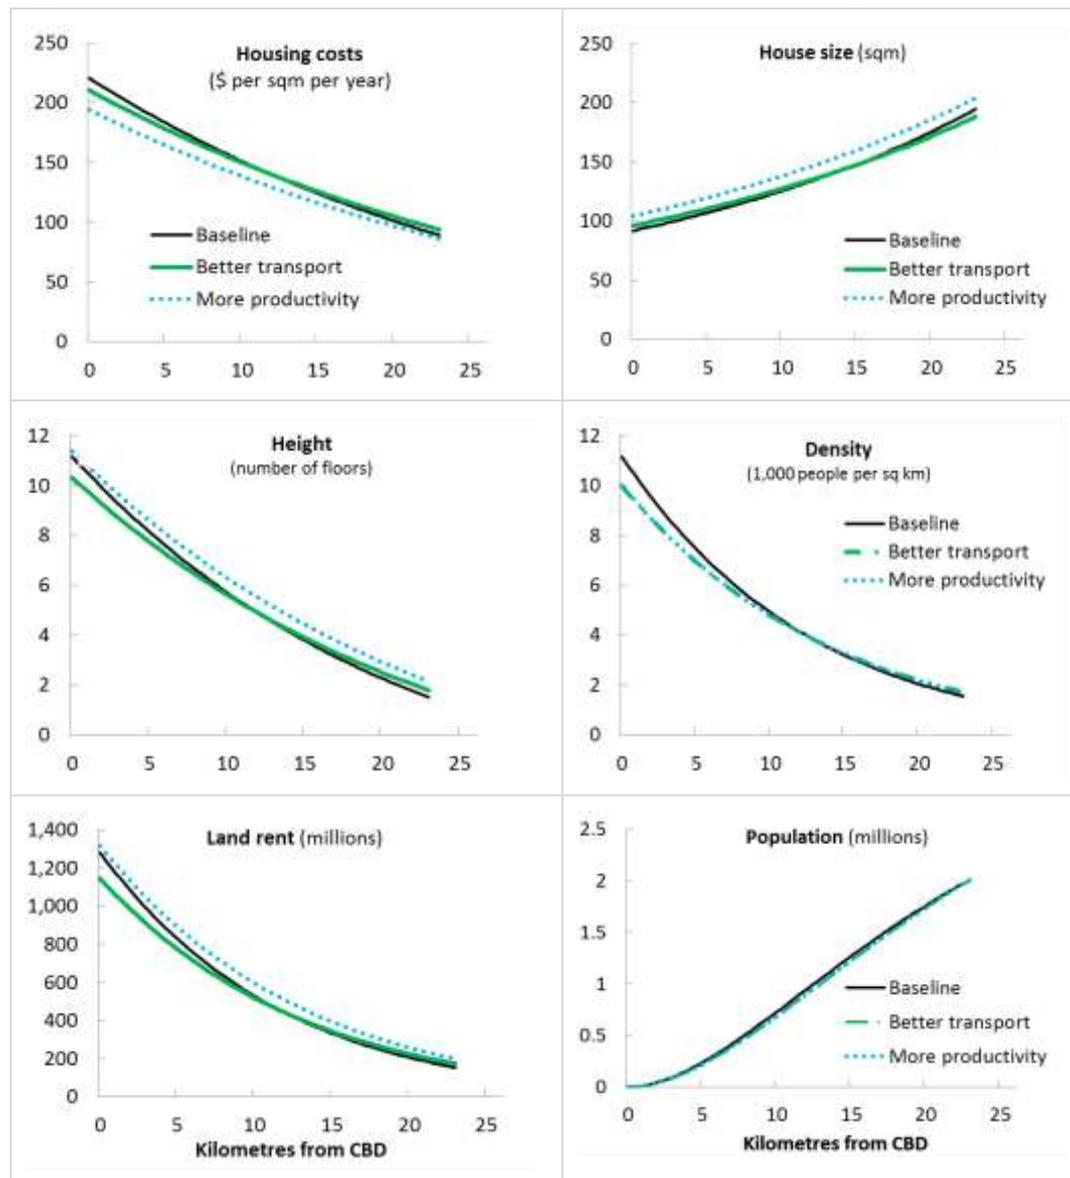 Housing costs
($ per sqm per year)
250
200
150
100
50
0
Baseline
Better transport
More productivity
0 5 10 15 20 25
House size (sqm)
250
200
150
100
50
0
Baseline
Better transport
More productivity
0 5 10 15 20 25
Height
(number of floors)
12
10
8
6
4
2
0
0 5 10 15 20 25
Density
(1,000 people per sq km)
12
10
8
6
4
2
0
Baseline
Better transport
More productivity
0 5 10 15 20 25
Land rent (millions)
1,400
1,200
1,000
800
600
400
200
0
0 5 10 15 20 25
Kilometres from CBD
Population (millions)
2.5
2
1.5
1
0.5
0
Baseline
Better transport
More productivity
0 5 10 15 20 25
Kilometres from CBD